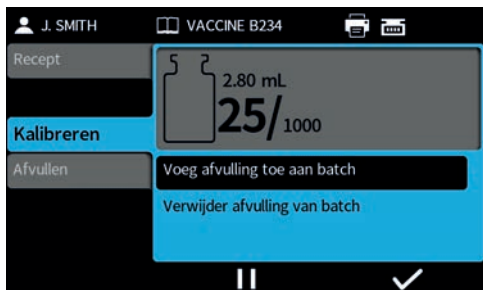 J. SMITH
VACCINE B234
Recept
Kalibreren
Afvullen
2.80 mL
25/1000
Voeg afvulling toe aan batch
Verwijder afvulling van batch